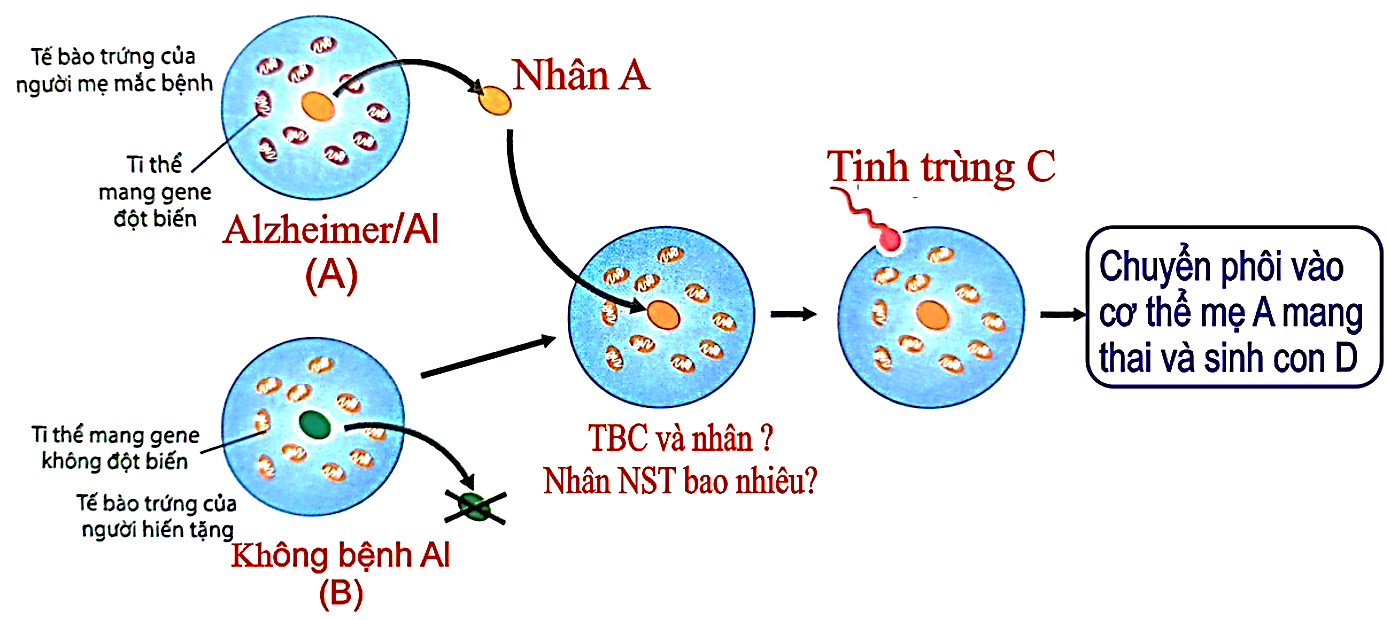 Tế bào trứng của
người mẹ mắc bệnh
Nhân A
Ti thể
mang gene
đột biến
Alzheimer/Al
(A)
Tinh trùng C
Chuyển phôi vào
cơ thể mẹ A mang
thai và sinh con D
Ti thể mang gene
không đột biến
Tế bào trứng của
người hiến tặng
Không bệnh Al
(B)
TBC và nhân ?
Nhân NST bao nhiêu?